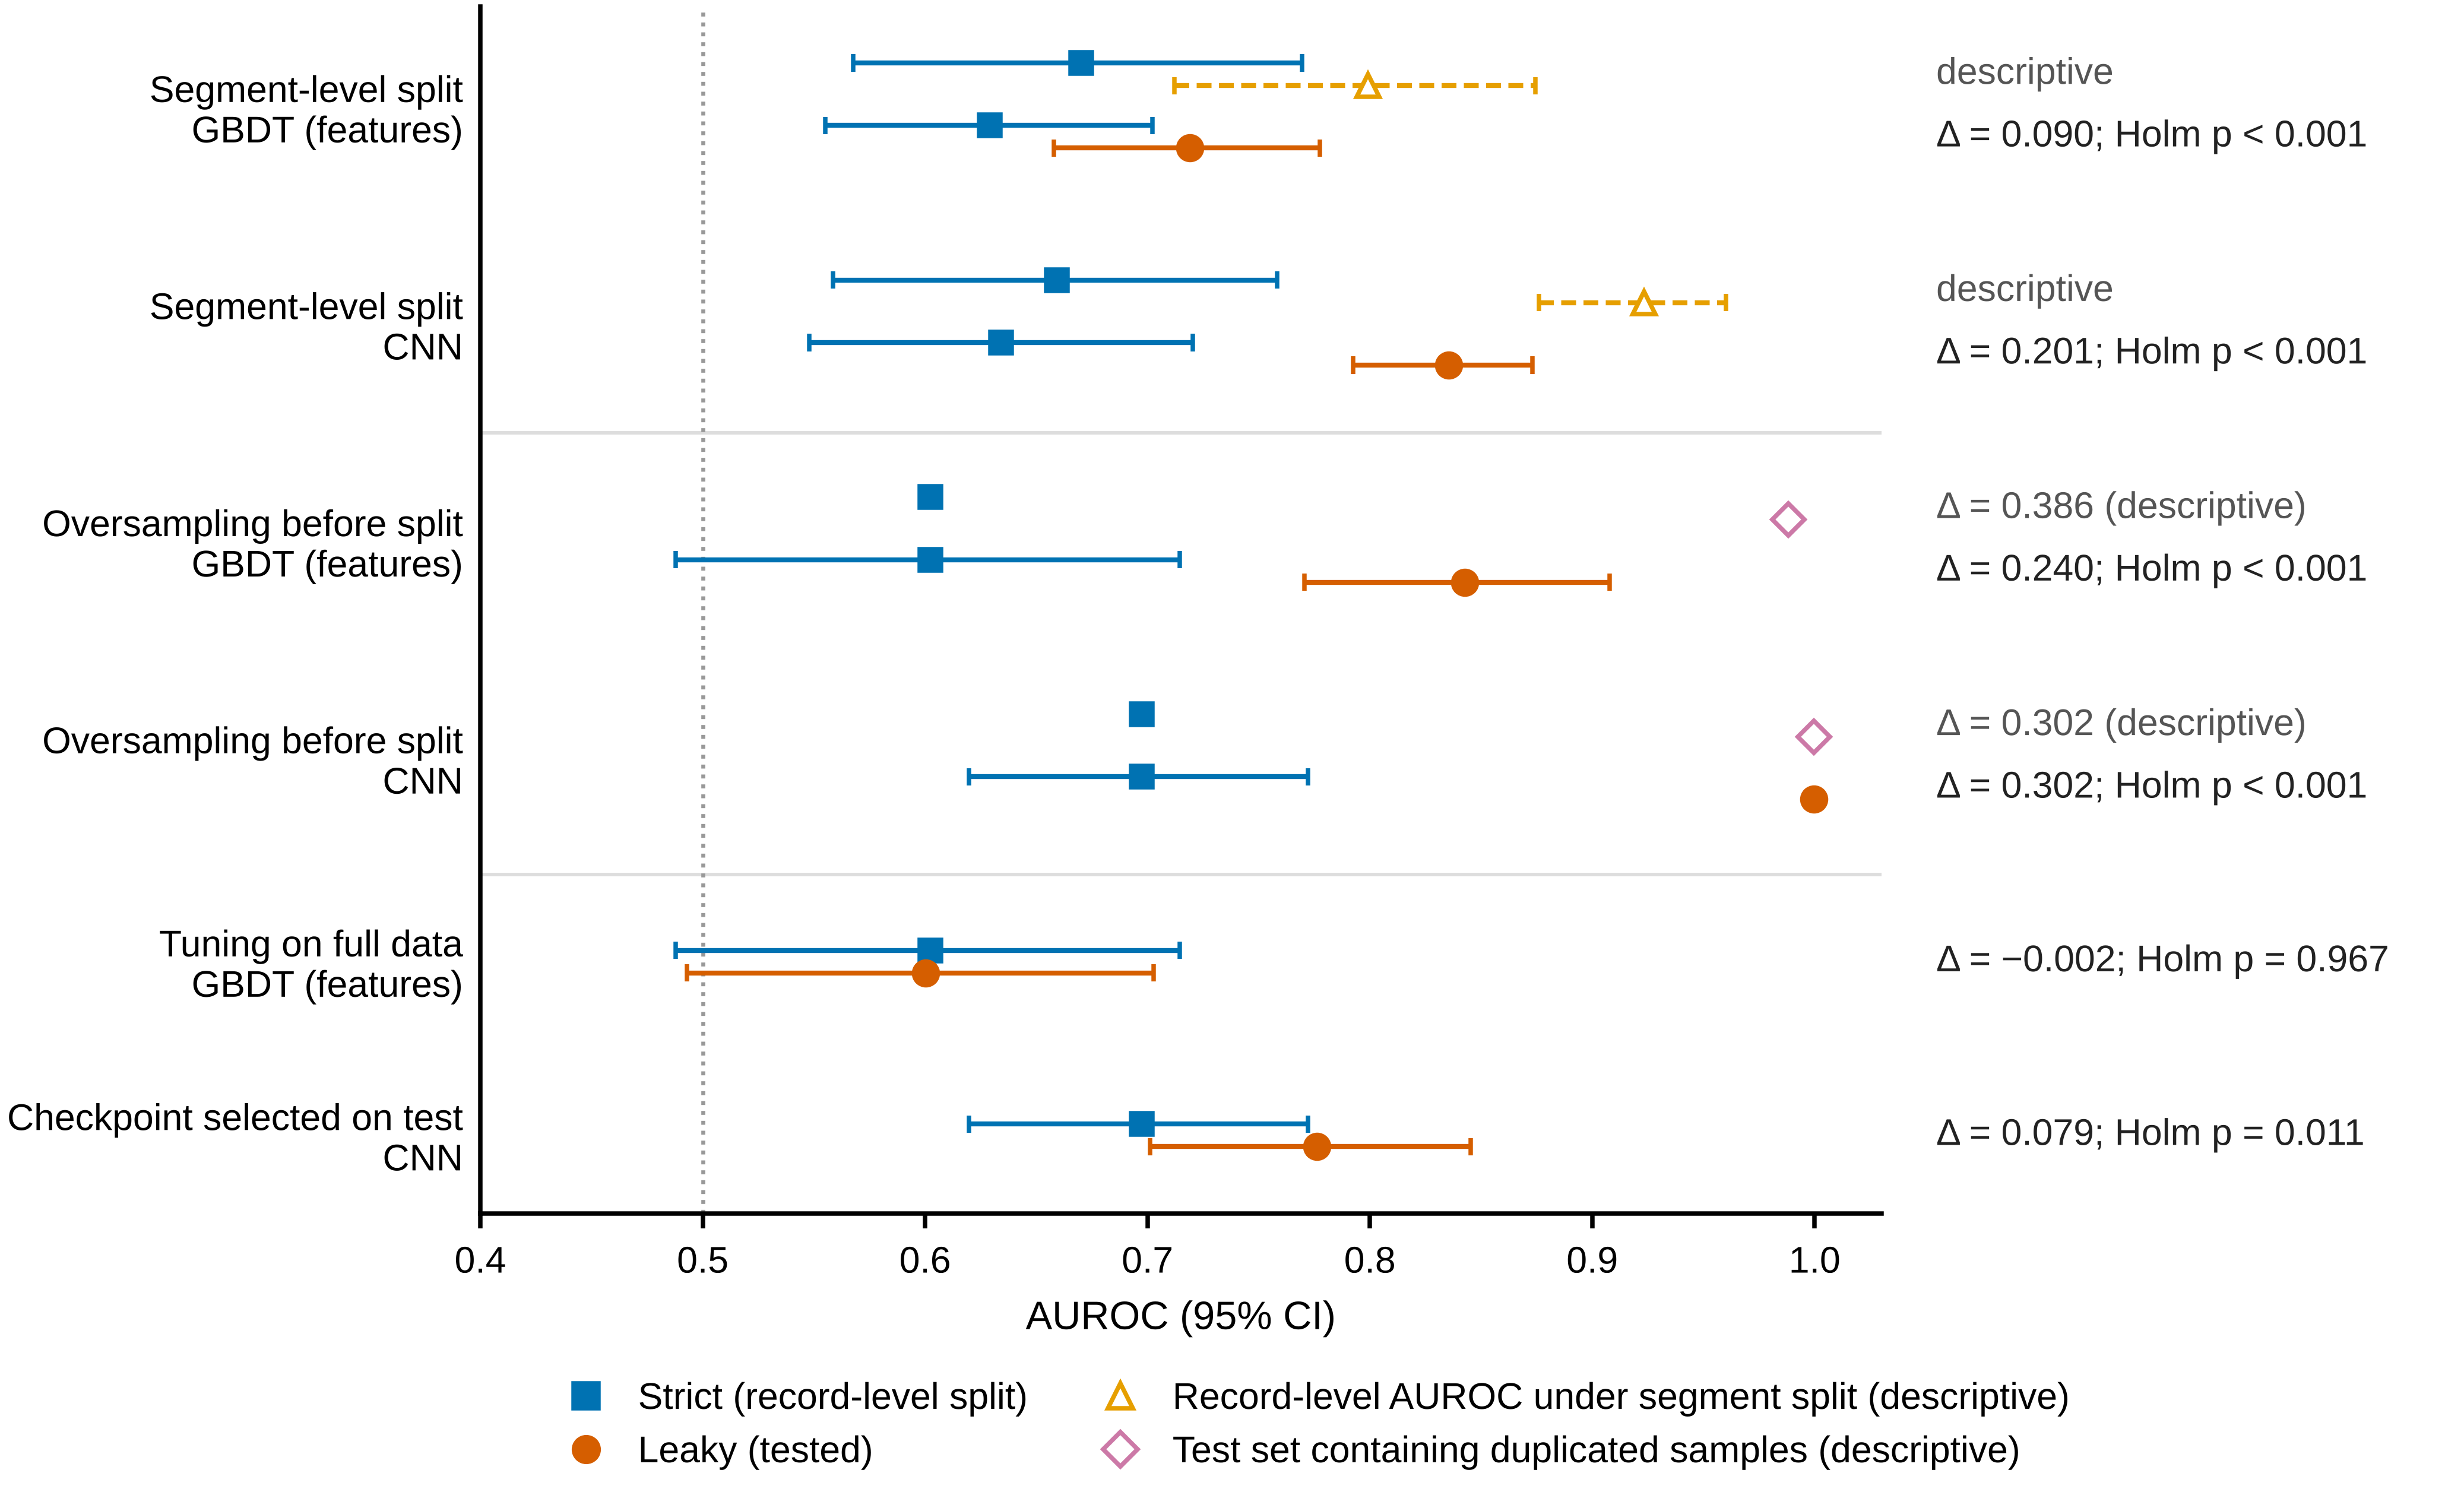 Segment-level split
GBDT (features)
descriptive
Δ = 0.090; Holm p < 0.001
Segment-level split
CNN
descriptive
Δ = 0.201; Holm p < 0.001
Oversampling before split
GBDT (features)
Δ = 0.386 (descriptive)
Δ = 0.240; Holm p < 0.001
Oversampling before split
CNN
Δ = 0.302 (descriptive)
Δ = 0.302; Holm p < 0.001
Tuning on full data
GBDT (features)
Δ = −0.002; Holm p = 0.967
Checkpoint selected on test
CNN
Δ = 0.079; Holm p = 0.011
0.4 0.5 0.6 0.7 0.8 0.9 1.0
AUROC (95% CI)
Strict (record-level split)
Leaky (tested)
Record-level AUROC under segment split (descriptive)
Test set containing duplicated samples (descriptive)